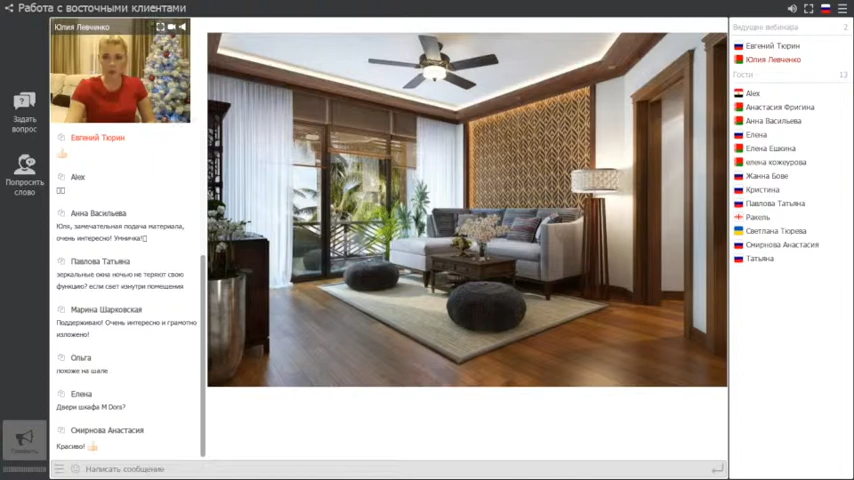 Работа с восточными клиентами
Юлия Левченко
Задать
вопрос
Попросить
слово
Евгений Тюрин
Alex
Анна Васильева
Юля, замечательная подача материала,
очень интересно! Умничка!
Павлова Татьяна
зеркальные окна ночью не теряют свою
функцию? если свет изнутри помещения
Марина Шарковская
Поддерживаю! Очень интересно и грамотно
изложено!
Ольга
похоже на шале
Елена
Двери шкафа M Dors?
Смирнова Анастасия
Красиво!
Написать сообщение
Ведущие вебинара 2
Евгений Тюрин
Юлия Левченко
Гости 13
Alex
Анастасия Фригина
Анна Васильева
Елена
Елена Ешкина
елена кожеурова
Жанна Бове
Кристина
Павлова Татьяна
Ракель
Светлана Тюрева
Смирнова Анастасия
Татьяна